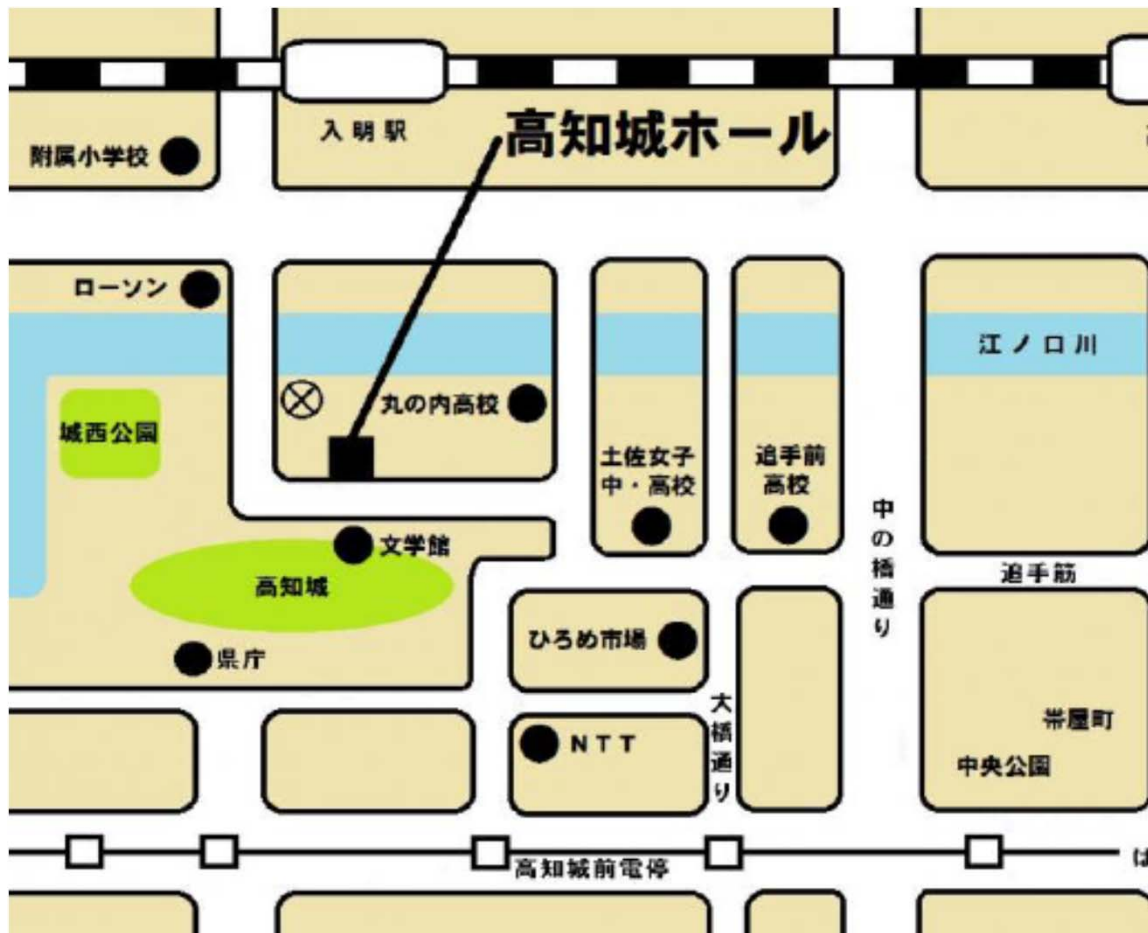 入明駅
高知城ホール
附属小学校
ローソン
江ノ口川
丸の内高校
城西公園
土佐女子
中・高校
追手前
高校
中の橋通り
文学館
追手筋
高知城
ひろめ市場
県庁
大橋通り
帯屋町
NTT
中央公園
高知城前電停
は